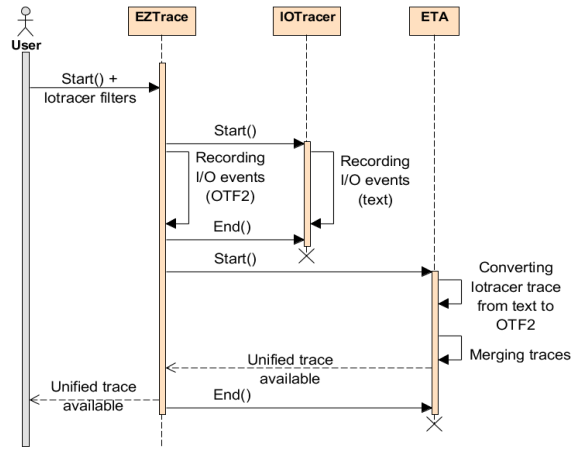 EZTrace
IOTracer
ETA
User
Start() +
Iotracer filters
Start()
Recording
I/O events
(OTF2)
Recording
I/O events
(text)
End()
Start()
Converting
Iotracer trace
from text to
OTF2
Merging traces
Unified trace
available
Unified trace
available
End()